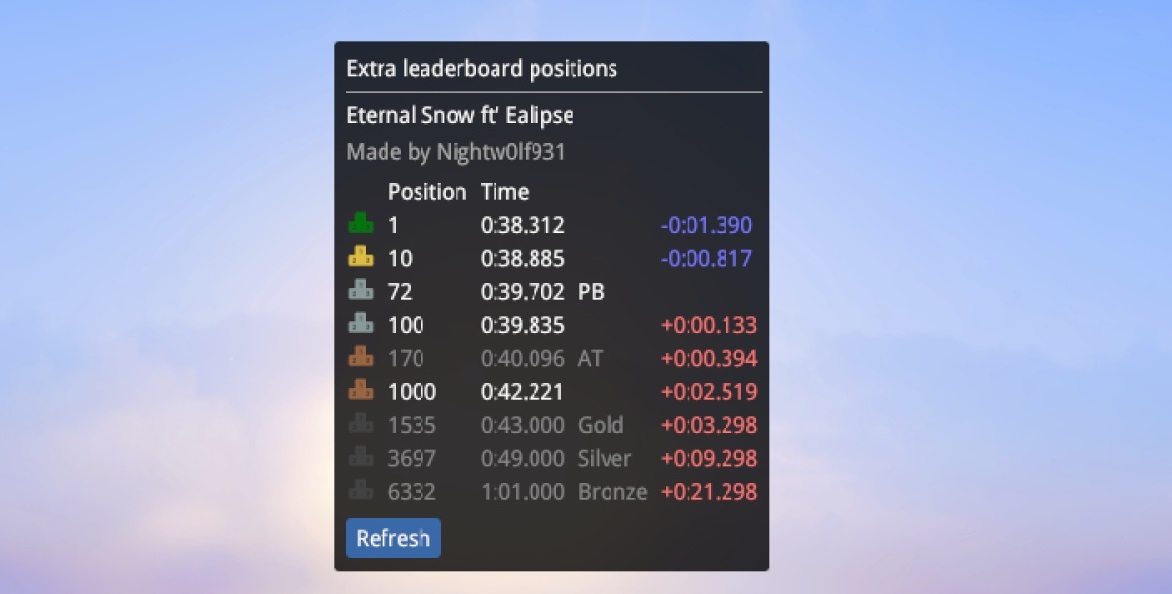 Extra leaderboard positions
Eternal Snow ft' Ealipse
Made by Nightw0lf931
Position Time
1 0:38.312 -0:01.390
10 0:38.885 -0:00.817
72 0:39.702 PB
100 0:39.835 +0:00.133
170 0:40.096 AT +0:00.394
1000 0:42.221 +0:02.519
1535 0:43.000 Gold +0:03.298
3697 0:49.000 Silver +0:09.298
6332 1:01.000 Bronze +0:21.298
Refresh